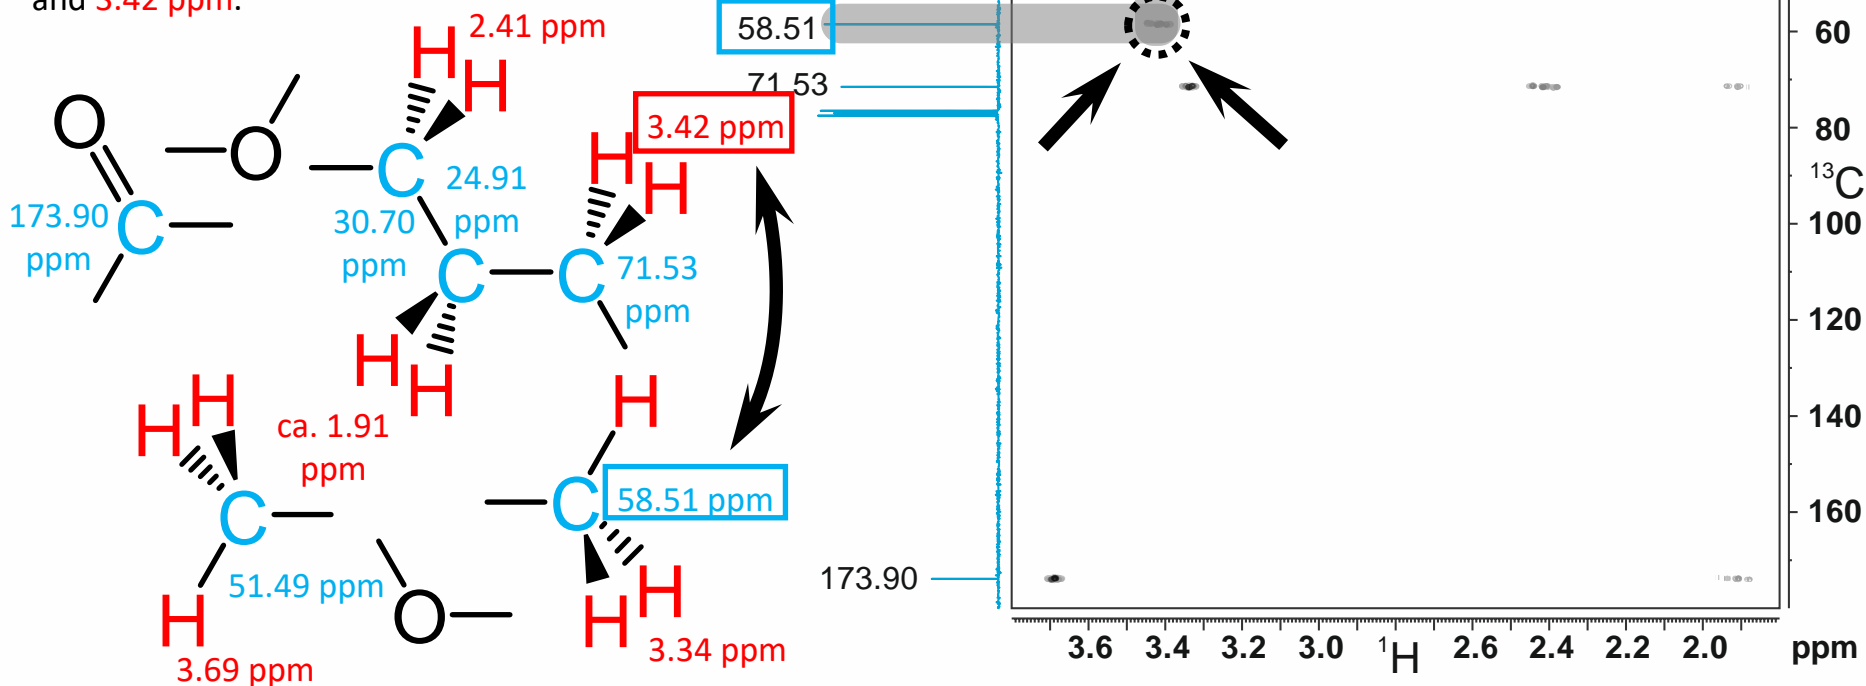 and 3.42 ppm.
H 2.41 ppm
H
58.51
60
71.53
O
O
3.42 ppm
80
H
H
C
24.91
ppm
13C
173.90
ppm
C
30.70
ppm
100
C
C
71.53
ppm
120
H
H
H
H
H
140
ca. 1.91
ppm
C
C
58.51 ppm
160
51.49 ppm
173.90
H
O
H
H
3.69 ppm
3.34 ppm
3.6 3.4 3.2 3.0 1H 2.6 2.4 2.2 2.0 ppm